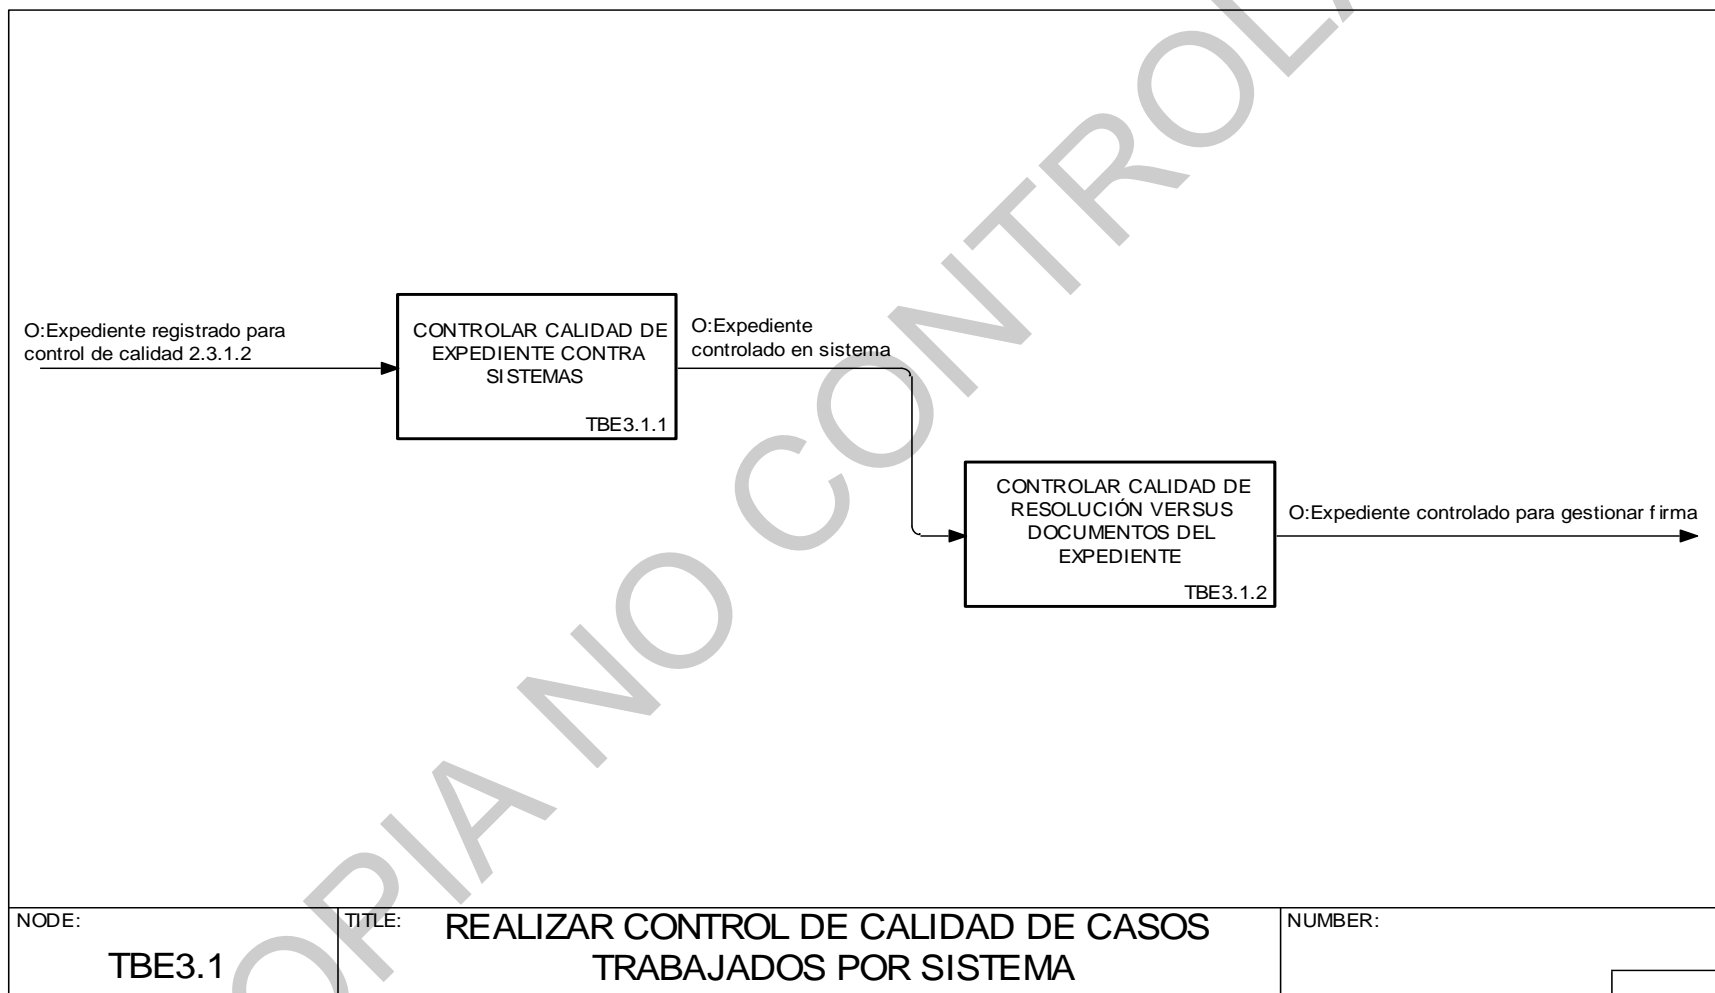 O:Expediente registrado para
control de calidad 2.3.1.2
CONTROLAR CALIDAD DE
EXPEDIENTE CONTRA
SISTEMAS
TBE3.1.1
O:Expediente
controlado en sistema
CONTROLAR CALIDAD DE
RESOLUCIÓN VERSUS
DOCUMENTOS DEL
EXPEDIENTE
TBE3.1.2
O:Expediente controlado para gestionar firma
OPIA NO CONTROLA
NODE:
TBE3.1
TITLE:
REALIZAR CONTROL DE CALIDAD DE CASOS
TRABAJADOS POR SISTEMA
NUMBER: